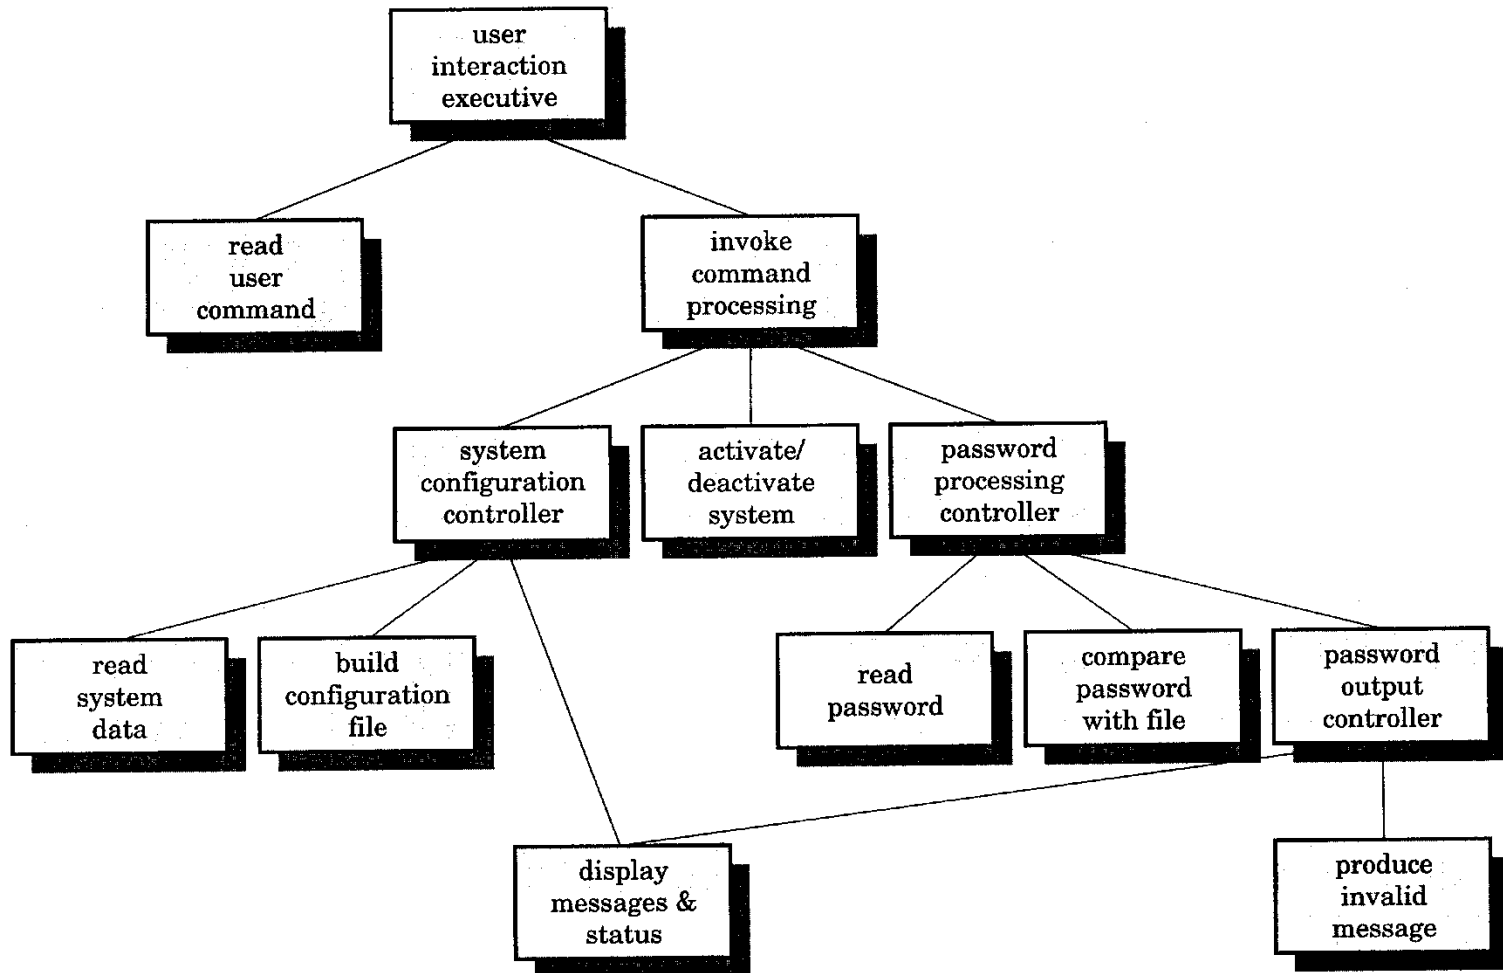 user
interaction
executive
read
user
command
invoke
command
processing
system
configuration
controller
activate/
deactivate
system
password
processing
controller
read
system
data
build
configuration
file
read
password
compare
password
with file
password
output
controller
display
messages &
status
produce
invalid
message